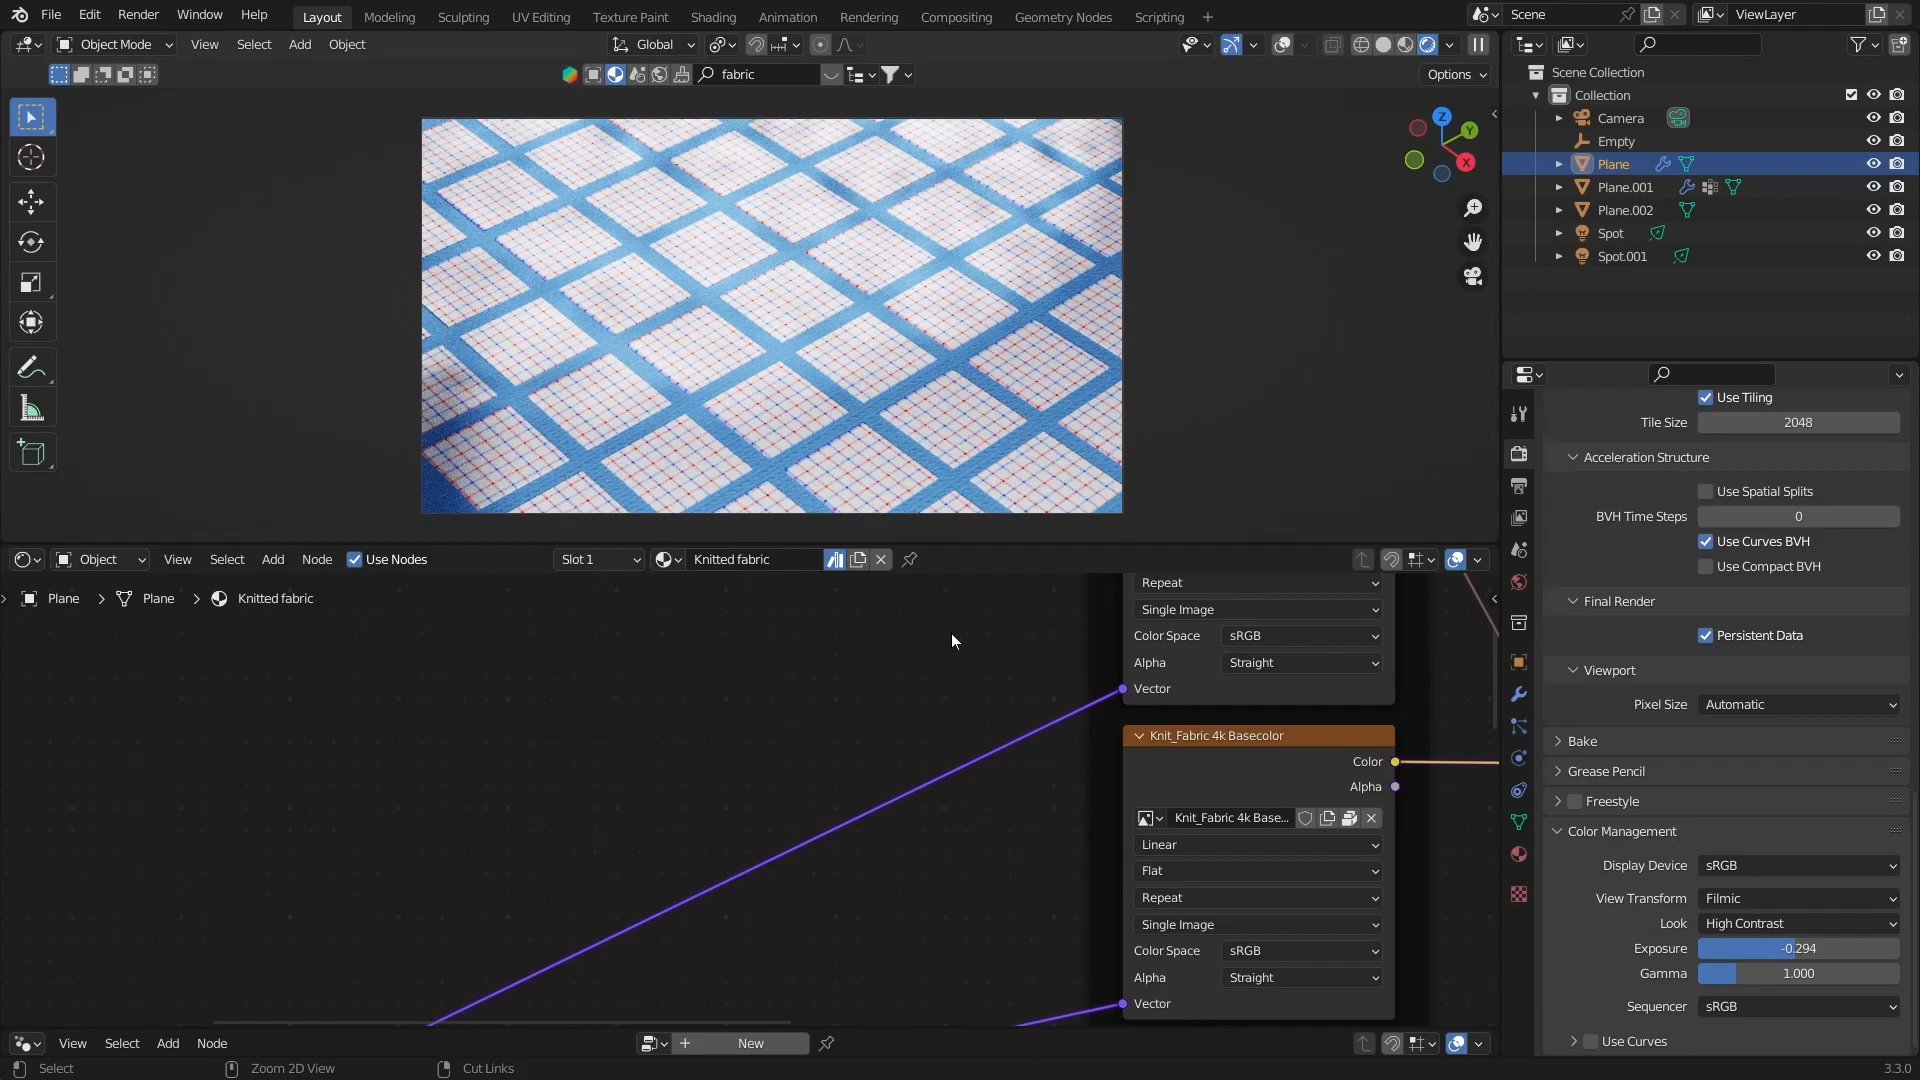 File Edit Render Window Help Layout Modeling Sculpting UV Editing Texture Paint Shading Animation Rendering Compositing Geometry Nodes Scripting + Scene ViewLayer
Object Mode View Select Add Object Global
fabric Options
Z
Y
X
Scene Collection
Collection
Camera
Empty
Plane
Plane.001
Plane.002
Spot
Spot.001
Use Tiling
Tile Size 2048
Acceleration Structure
Use Spatial Splits
BVH Time Steps 0
Use Curves BVH
Use Compact BVH
Final Render
Persistent Data
Viewport
Pixel Size Automatic
Bake
Grease Pencil
Freestyle
Color Management
Display Device sRGB
View Transform Filmic
Look High Contrast
Exposure -0.294
Gamma 1.000
Sequencer sRGB
Use Curves
Object View Select Add Node Use Nodes Slot 1 Knitted fabric
Plane Plane Knitted fabric
Repeat
Single Image
Color Space sRGB
Alpha Straight
Vector
Knit_Fabric 4k Basecolor
Color
Alpha
Knit_Fabric 4k Base...
Linear
Flat
Repeat
Single Image
Color Space sRGB
Alpha Straight
Vector
View Select Add Node + New
Select Zoom 2D View Cut Links 3.3.0